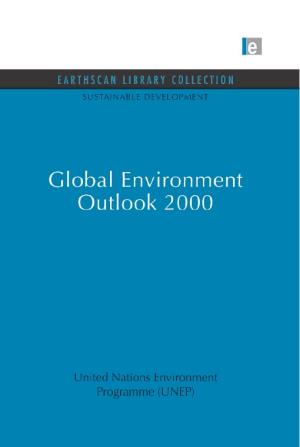 e
EARTHSCAN LIBRARY COLLECTION
SUSTAINABLE DEVELOPMENT
Global Environment
Outlook 2000
United Nations Environment
Programme (UNEP)